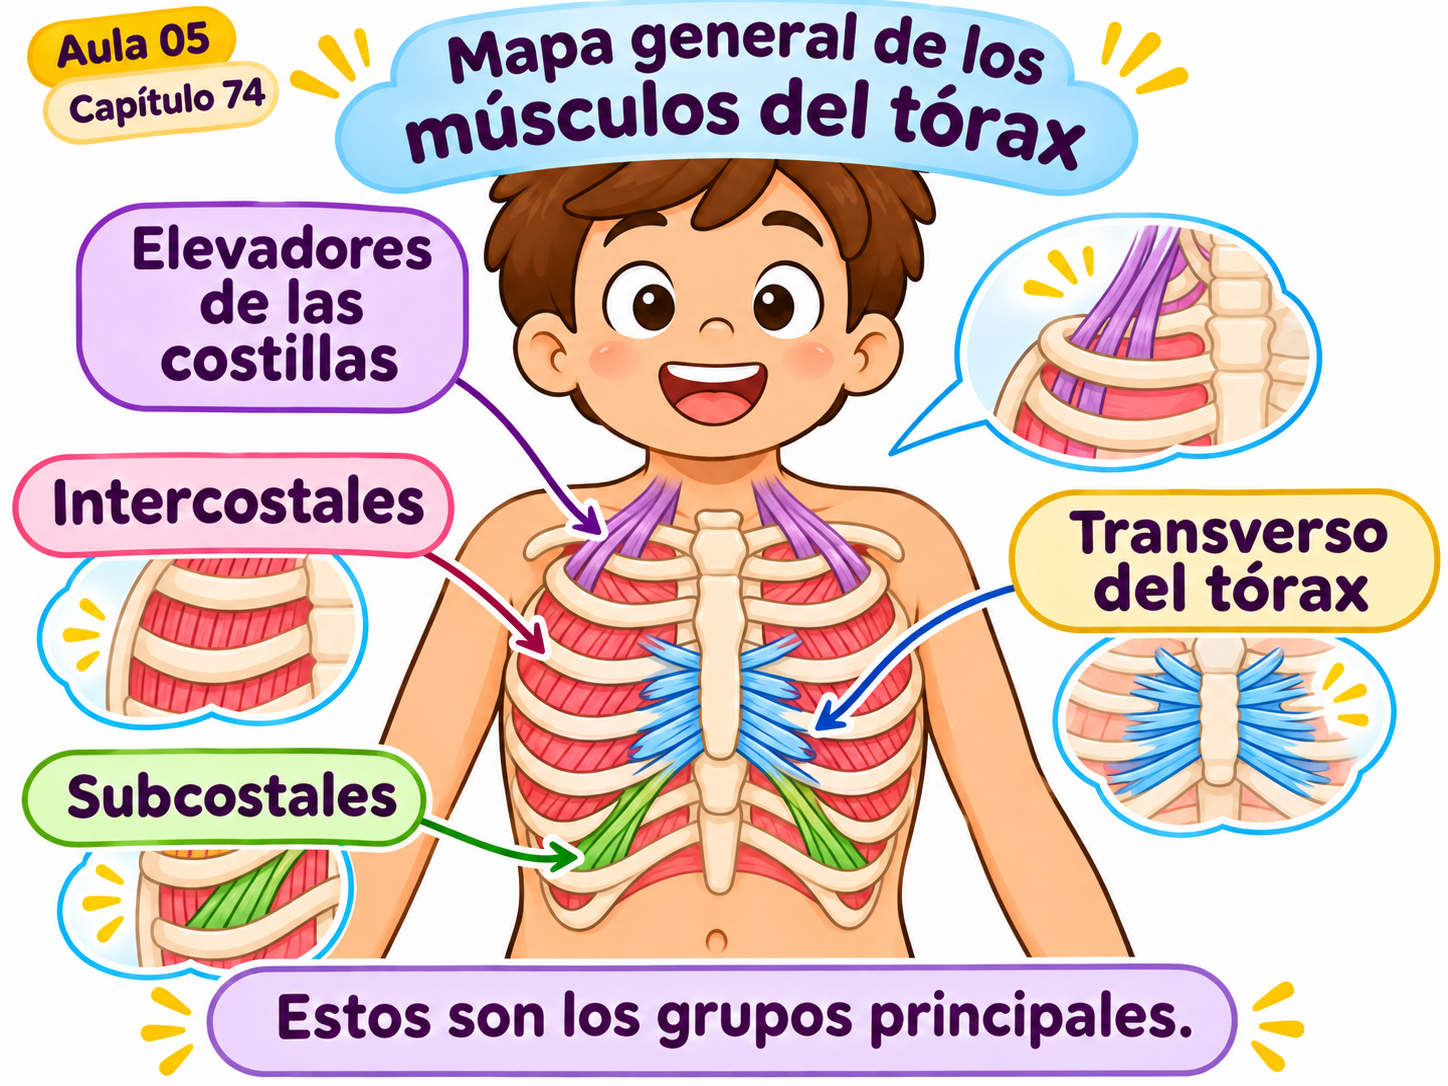 Aula 05
Capítulo 74
Mapa general de los
músculos del tórax
Elevadores
de las
costillas
Intercostales
Subcostales
Transverso
del tórax
Estos son los grupos principales.